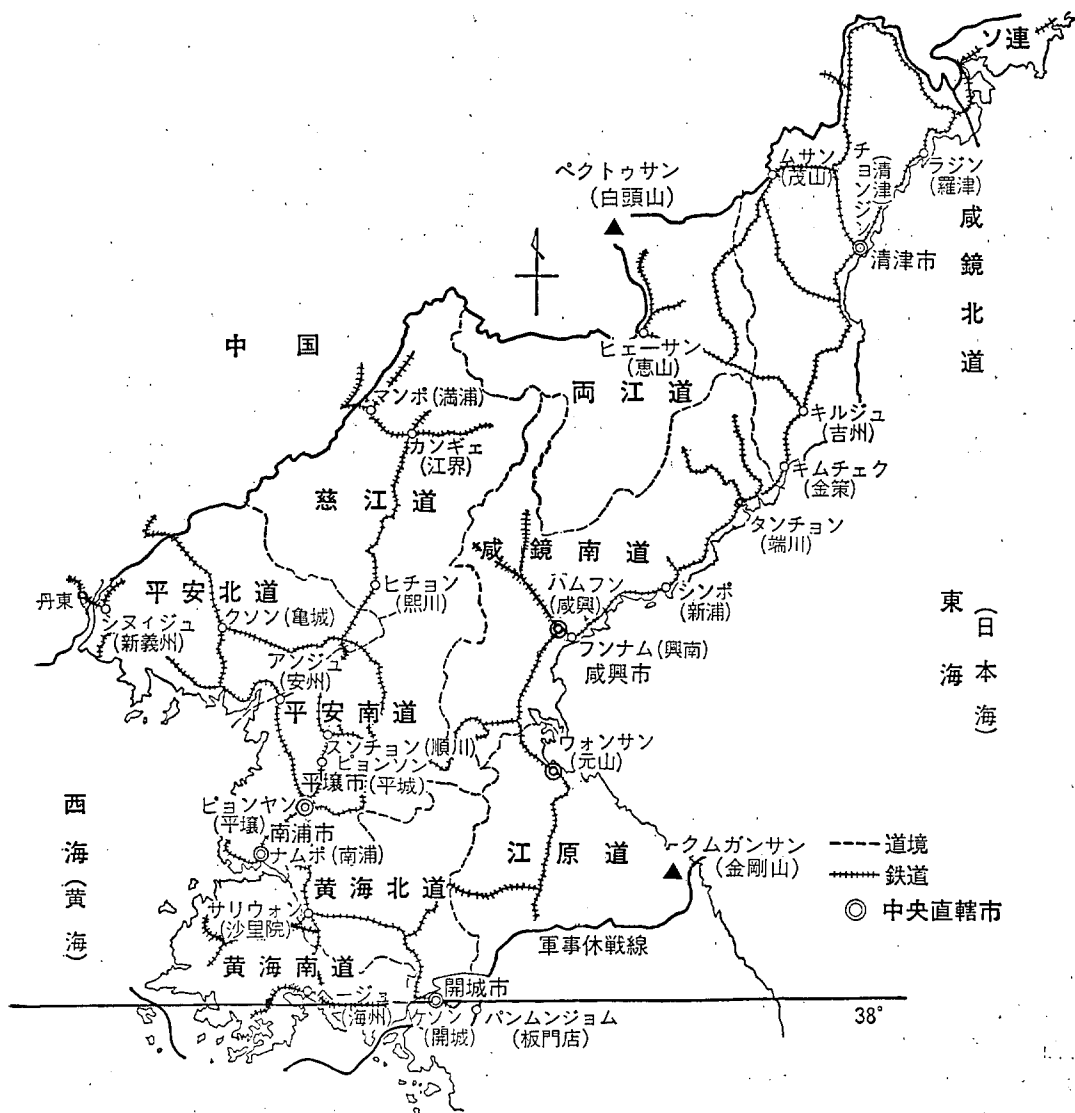 ソ連
ムサン
(茂山)
チョンジン
(清津)
ラジン
(羅津)
ペクトゥサン
(白頭山)
咸鏡北道
清津市
中国
ヒェーサン
(恵山)
両江道
マンポ(満浦)
カンギェ
(江界)
キルジュ
(吉州)
キムチェク
(金策)
慈江道
タンチョン
(端川)
咸鏡南道
平安北道
ヒチョン
(煕川)
ハムフン
(咸興)
シンポ
(新浦)
丹東
シヌィジュ
(新義州)
クソン(亀城)
フンナム(興南)
咸興市
東海
(日本海)
アンジュ
(安州)
平安南道
スンチョン(順川)
ピョンソン
(平城)
平壌市
ウォンサン
(元山)
ピョンヤン
(平壌)
南浦市
ナムポ(南浦)
西海(黄海)
江原道
クムガンサン
(金剛山)
道境
鉄道
中央直轄市
黄海北道
サリウォン
(沙里院)
軍事休戦線
黄海南道
ヘージュ
(海州)
開城市
ケソン
(開城)
パンムンジョム
(板門店)
38°